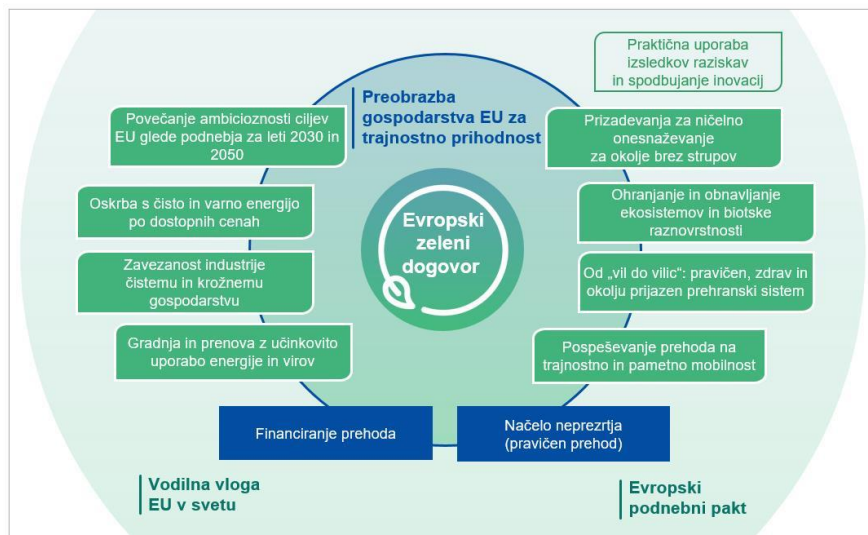 Praktična uporaba
izsledkov raziskav
in spodbujanje inovacij
Preobrazba
gospodarstva EU za
trajnostno prihodnost
Povečanje ambicioznosti ciljev
EU glede podnebja za leti 2030 in
2050
Prizadevanja za ničelno
onesnaževanje
za okolje brez strupov
Oskrba s čisto in varno energijo
po dostopnih cenah
Ohranjanje in obnavljanje
ekosistemov in biotske
raznovrstnosti
Evropski
zeleni
dogovor
Zavezanost industrije
čistemu in krožnemu
gospodarstvu
Od „vil do vilic“: pravičen, zdrav in
okolju prijazen prehranski sistem
Gradnja in prenova z učinkovito
uporabo energije in virov
Pospeševanje prehoda na
trajnostno in pametno mobilnost
Financiranje prehoda
Načelo neprezrtja
(pravičen prehod)
Vodilna vloga
EU v svetu
Evropski
podnebni pakt